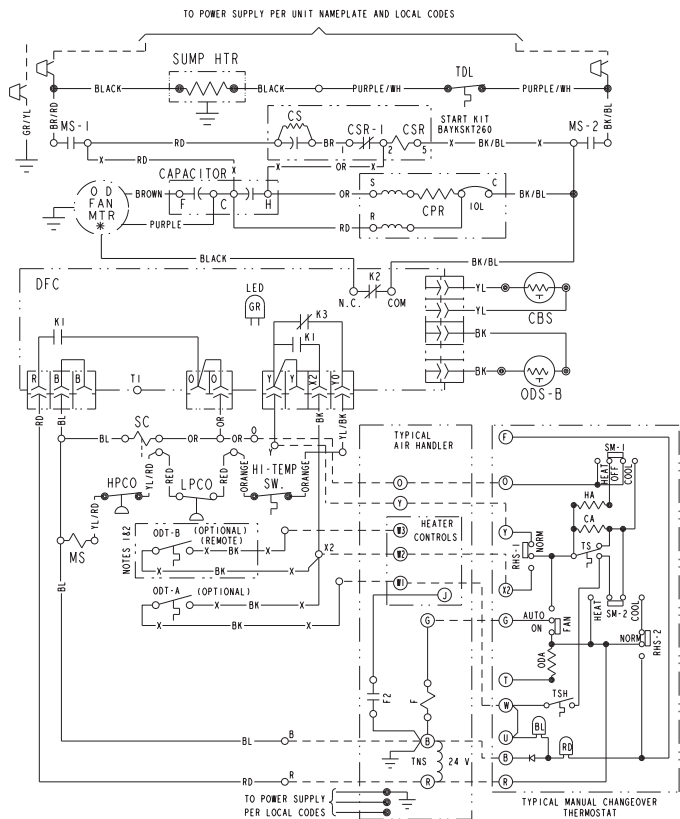 TO POWER SUPPLY PER UNIT NAMEPLATE AND LOCAL CODES
SUMP HTR
TDL
BLACK
BLACK
PURPLE/WH
PURPLE/WH
GR/YL
BR/RD
BK/BL
START KIT
BAYKSKT260
CS
CSR-1
CSR
MS-1
RD
BR
1
2
5
X
BK/BL
X
MS-2
X
RD
X
X
OR
X
CAPACITOR
O D
FAN
MTR
*
BROWN
F
C
H
OR
S
C
CPR
IOL
BK/BL
PURPLE
RD
R
BLACK
BK/BL
DFC
LED
GR
K2
N.C.
COM
YL
YL
CBS
BK
BK
ODS-B
K1
K3
K1
R
B
B
T1
O
O
Y
Y
X2
YO
RD
BL
OR
BK
YL/BK
SC
BL
OR
OR
O
Y
HPCO
YL/RD
RED
LPCO
RED
ORANGE
HI-TEMP
SW.
ORANGE
YL/RD
MS
NOTES 1&2
ODT-B
(OPTIONAL)
(REMOTE)
X
BK
X
X
BK
X
X2
ODT-A
(OPTIONAL)
X
BK
X
X
BK
X
BL
BL
B
RD
R
TYPICAL
AIR HANDLER
O
Y
W3
HEATER
CONTROLS
W2
W1
J
G
F2
F
B
TNS
24 V
R
TO POWER SUPPLY
PER LOCAL CODES
F
SM-1
HEAT
OFF
COOL
O
HA
CA
Y
RHS-1
NORM
TS
X2
G
AUTO
ON
FAN
HEAT
SM-2
COOL
NORM
RHS-2
ODA
T
TSH
W
BL
U
RD
B
R
TYPICAL MANUAL CHANGEOVER
THERMOSTAT